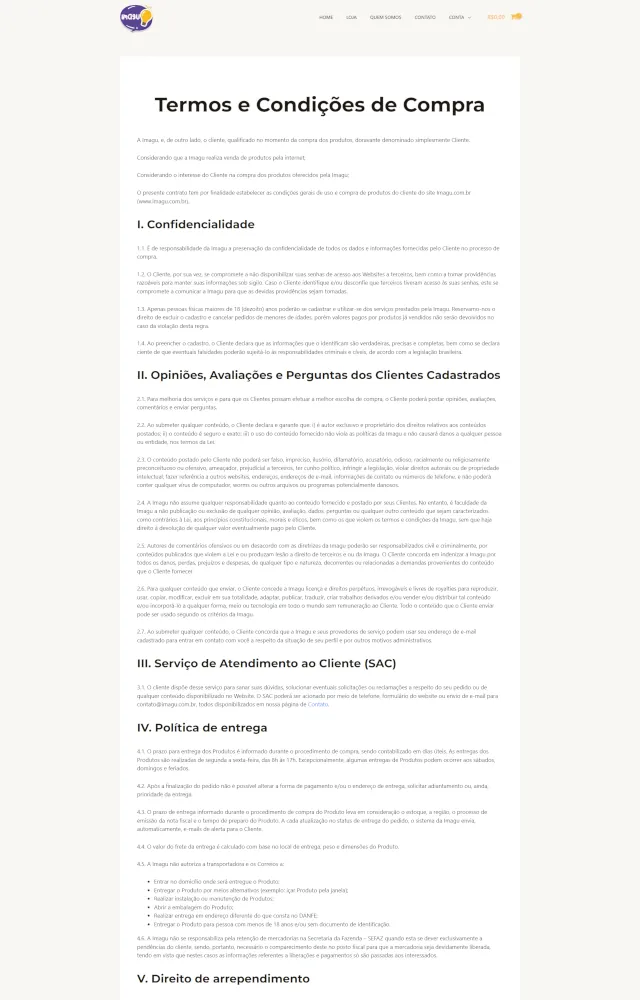 IMAGU
HOME LOJA QUEM SOMOS CONTATO CONTA R$0,00
Termos e Condições de Compra
A Imagu, e, de outro lado, o cliente, qualificado no momento da compra dos produtos, doravante denominado simplesmente Cliente.
Considerando que a Imagu realiza venda de produtos pela internet;
Considerando o interesse do Cliente na compra dos produtos oferecidos pela Imagu;
O presente contrato tem por finalidade estabelecer as condições gerais de uso e compra de produtos do cliente do site Imagu.com.br
(www.Imagu.com.br).
I. Confidencialidade
1.1. É de responsabilidade da Imagu a preservação da confidencialidade de todos os dados e informações fornecidas pelo Cliente no processo de
compra.
1.2. O Cliente, por sua vez, se compromete a não disponibilizar suas senhas de acesso aos Websites a terceiros, bem como a tomar providências
razoáveis para manter suas informações sob sigilo. Caso o Cliente identifique e/ou desconfie que terceiros tiveram acesso às suas senhas, este se
compromete a comunicar a Imagu para que as devidas providências sejam tomadas.
1.3. Apenas pessoas físicas maiores de 18 (dezoito) anos poderão se cadastrar e utilizar-se dos serviços prestados pela Imagu. Reservamo-nos o
direito de excluir o cadastro e cancelar pedidos de menores de idades, porém valores pagos por produtos já vendidos não serão devolvidos no
caso da violação desta regra.
1.4. Ao preencher o cadastro, o Cliente declara que as informações que o identificam são verdadeiras, precisas e completas, bem como se declara
ciente de que eventuais falsidades poderão sujeitá-lo às responsabilidades criminais e cíveis, de acordo com a legislação brasileira.
II. Opiniões, Avaliações e Perguntas dos Clientes Cadastrados
2.1. Para melhoria dos serviços e para que os Clientes possam efetuar a melhor escolha de compra, o Cliente poderá postar opiniões, avaliações,
comentários e enviar perguntas.
2.2. Ao submeter qualquer conteúdo, o Cliente declara e garante que: i) é autor exclusivo e proprietário dos direitos relativos aos conteúdos
postados; ii) o conteúdo é seguro e exato; iii) o uso do conteúdo fornecido não viola as políticas da Imagu e não causará danos a qualquer pessoa
ou entidade, nos termos da Lei.
2.3. O conteúdo postado pelo Cliente não poderá ser falso, impreciso, ilusório, difamatório, acusatório, odioso, racialmente ou religiosamente
preconceituoso ou ofensivo, ameaçador, prejudicial a terceiros, ter cunho político, infringir a legislação, violar direitos autorais ou de propriedade
intelectual, fazer referência a outros websites, endereços, endereços de e-mail, informações de contato ou números de telefone, e não poderá
conter qualquer vírus de computador, worms ou outros arquivos ou programas potencialmente danosos.
2.4. A Imagu não assume qualquer responsabilidade quanto ao conteúdo fornecido e postado por seus Clientes. No entanto, é faculdade da
Imagu a não publicação ou exclusão de qualquer opinião, avaliação, dados, perguntas ou qualquer outro conteúdo que sejam caracterizados
como contrários à Lei, aos princípios constitucionais, morais e éticos, bem como os que violem os termos e condições da Imagu, sem que haja
direito à devolução de qualquer valor eventualmente pago pelo Cliente.
2.5. Autores de comentários ofensivos ou em desacordo com as diretrizes da Imagu poderão ser responsabilizados civil e criminalmente, por
conteúdos publicados que violem a Lei e ou produzam lesão a direito de terceiros e ou da Imagu. O Cliente concorda em indenizar a Imagu por
todos os danos, perdas, prejuízos e despesas, de qualquer tipo e natureza, decorrentes ou relacionadas a demandas provenientes do conteúdo
que o Cliente fornecer.
2.6. Para qualquer conteúdo que enviar, o Cliente concede a Imagu licença e direitos perpétuos, irrevogáveis e livres de royalties para reproduzir,
usar, copiar, modificar, excluir em sua totalidade, adaptar, publicar, traduzir, criar trabalhos derivados e/ou vender e/ou distribuir tal conteúdo
e/ou incorporá-lo a qualquer forma, meio ou tecnologia em todo o mundo sem remuneração ao Cliente. Todo o conteúdo que o Cliente enviar
pode ser usado segundo os critérios da Imagu.
2.7. Ao submeter qualquer conteúdo, o Cliente concorda que a Imagu e seus provedores de serviço podem usar seu endereço de e-mail
cadastrado para entrar em contato com você a respeito da situação de seu perfil e por outros motivos administrativos.
III. Serviço de Atendimento ao Cliente (SAC)
3.1. O cliente dispõe desse serviço para sanar suas dúvidas, solucionar eventuais solicitações ou reclamações a respeito do seu pedido ou de
qualquer conteúdo disponibilizado no Website. O SAC poderá ser acionado por meio de telefone, formulário do website ou envio de e-mail para
contato@imagu.com.br, todos disponibilizados em nossa página de Contato.
IV. Política de entrega
4.1. O prazo para entrega dos Produtos é informado durante o procedimento de compra, sendo contabilizado em dias úteis. As entregas dos
Produtos são realizadas de segunda a sexta-feira, das 8h às 17h. Excepcionalmente, algumas entregas de Produtos podem ocorrer aos sábados,
domingos e feriados.
4.2. Após a finalização do pedido não é possível alterar a forma de pagamento e/ou o endereço de entrega, solicitar adiantamento ou, ainda,
prioridade da entrega.
4.3. O prazo de entrega informado durante o procedimento de compra do Produto leva em consideração o estoque, a região, o processo de
emissão da nota fiscal e o tempo de preparo do Produto. A cada atualização no status de entrega do pedido, o sistema da Imagu envia,
automaticamente, e-mails de alerta para o Cliente.
4.4. O valor do frete da entrega é calculado com base no local de entrega, peso e dimensões do Produto.
4.5. A Imagu não autoriza a transportadora e os Correios a:
• Entrar no domicílio onde será entregue o Produto;
• Entregar o Produto por meios alternativos (exemplo: içar Produto pela janela);
• Realizar instalação ou manutenção de Produtos;
• Abrir a embalagem do Produto;
• Realizar entrega em endereço diferente do que consta no DANFE;
• Entregar o Produto para pessoa com menos de 18 anos e/ou sem documento de identificação.
4.6. A Imagu não se responsabiliza pela retenção de mercadorias na Secretaria da Fazenda – SEFAZ quando esta se dever exclusivamente a
pendências do cliente, sendo, portanto, necessário o comparecimento deste no posto fiscal para que a mercadoria seja devidamente liberada,
tendo em vista que nestes casos as informações referentes a liberações e pagamentos só são passadas aos interessados.
V. Direito de arrependimento